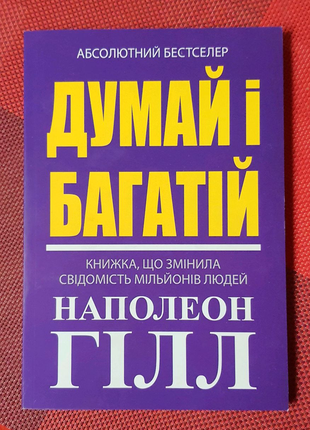 АБСОЛЮТНИЙ БЕСТСЕЛЕР
ДУМАЙ і
БАГАТІЙ
КНИЖКА, ЩО ЗМІНИЛА
СВІДОМІСТЬ МІЛЬЙОНІВ ЛЮДЕЙ
НАПОЛЕОН
ГІЛЛ